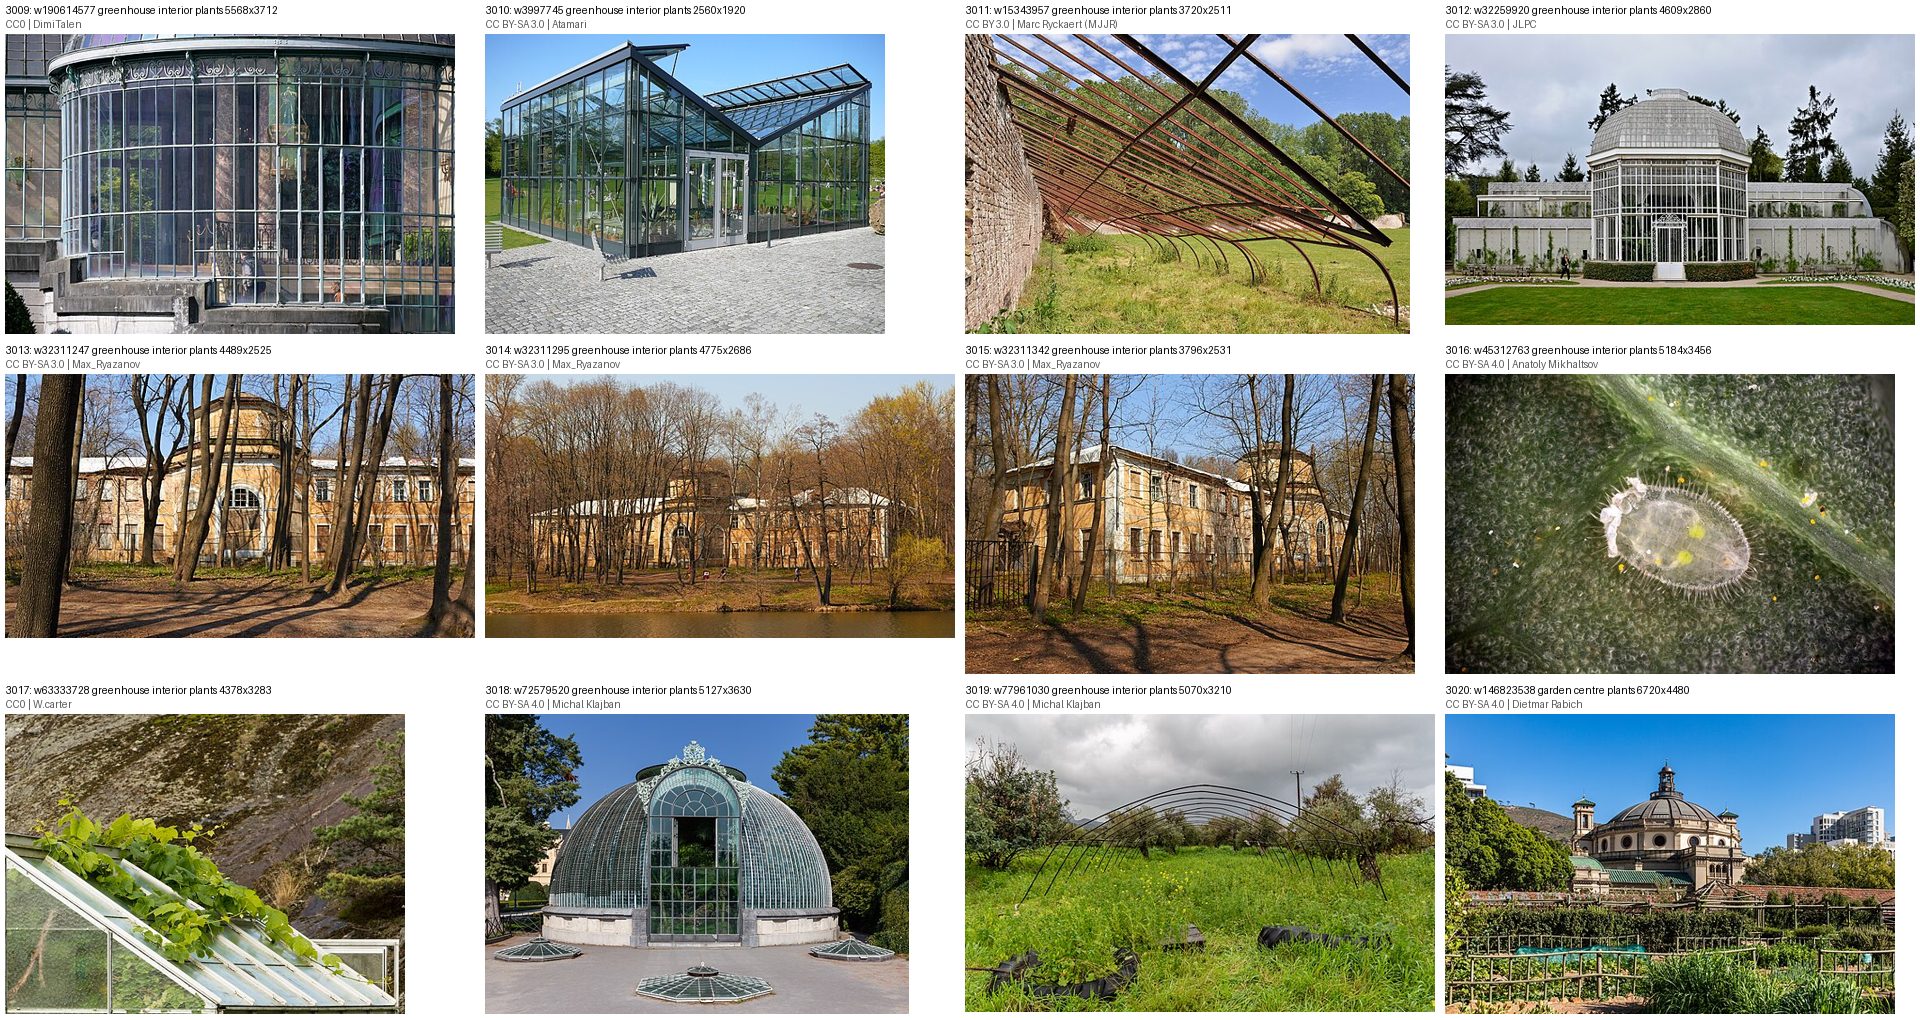 3009: w190614577 greenhouse interior plants 5568x3712
CC0 | DimiTalen
3010: w3997745 greenhouse interior plants 2560x1920
CC BY-SA 3.0 | Atamari
3011: w15343957 greenhouse interior plants 3720x2511
CC BY 3.0 | Marc Ryckaert (MJJR)
3012: w32259920 greenhouse interior plants 4609x2860
CC BY-SA 3.0 | JLPC
3013: w32311247 greenhouse interior plants 4489x2525
CC BY-SA 3.0 | Max_Ryazanov
3014: w32311295 greenhouse interior plants 4775x2686
CC BY-SA 3.0 | Max_Ryazanov
3015: w32311342 greenhouse interior plants 3796x2531
CC BY-SA 3.0 | Max_Ryazanov
3016: w45312763 greenhouse interior plants 5184x3456
CC BY-SA 4.0 | Anatoly Mikhaltsov
3017: w63333728 greenhouse interior plants 4378x3283
CC0 | W.carter
3018: w72579520 greenhouse interior plants 5127x3630
CC BY-SA 4.0 | Michal Klajban
3019: w77961030 greenhouse interior plants 5070x3210
CC BY-SA 4.0 | Michal Klajban
3020: w146823538 garden centre plants 6720x4480
CC BY-SA 4.0 | Dietmar Rabich